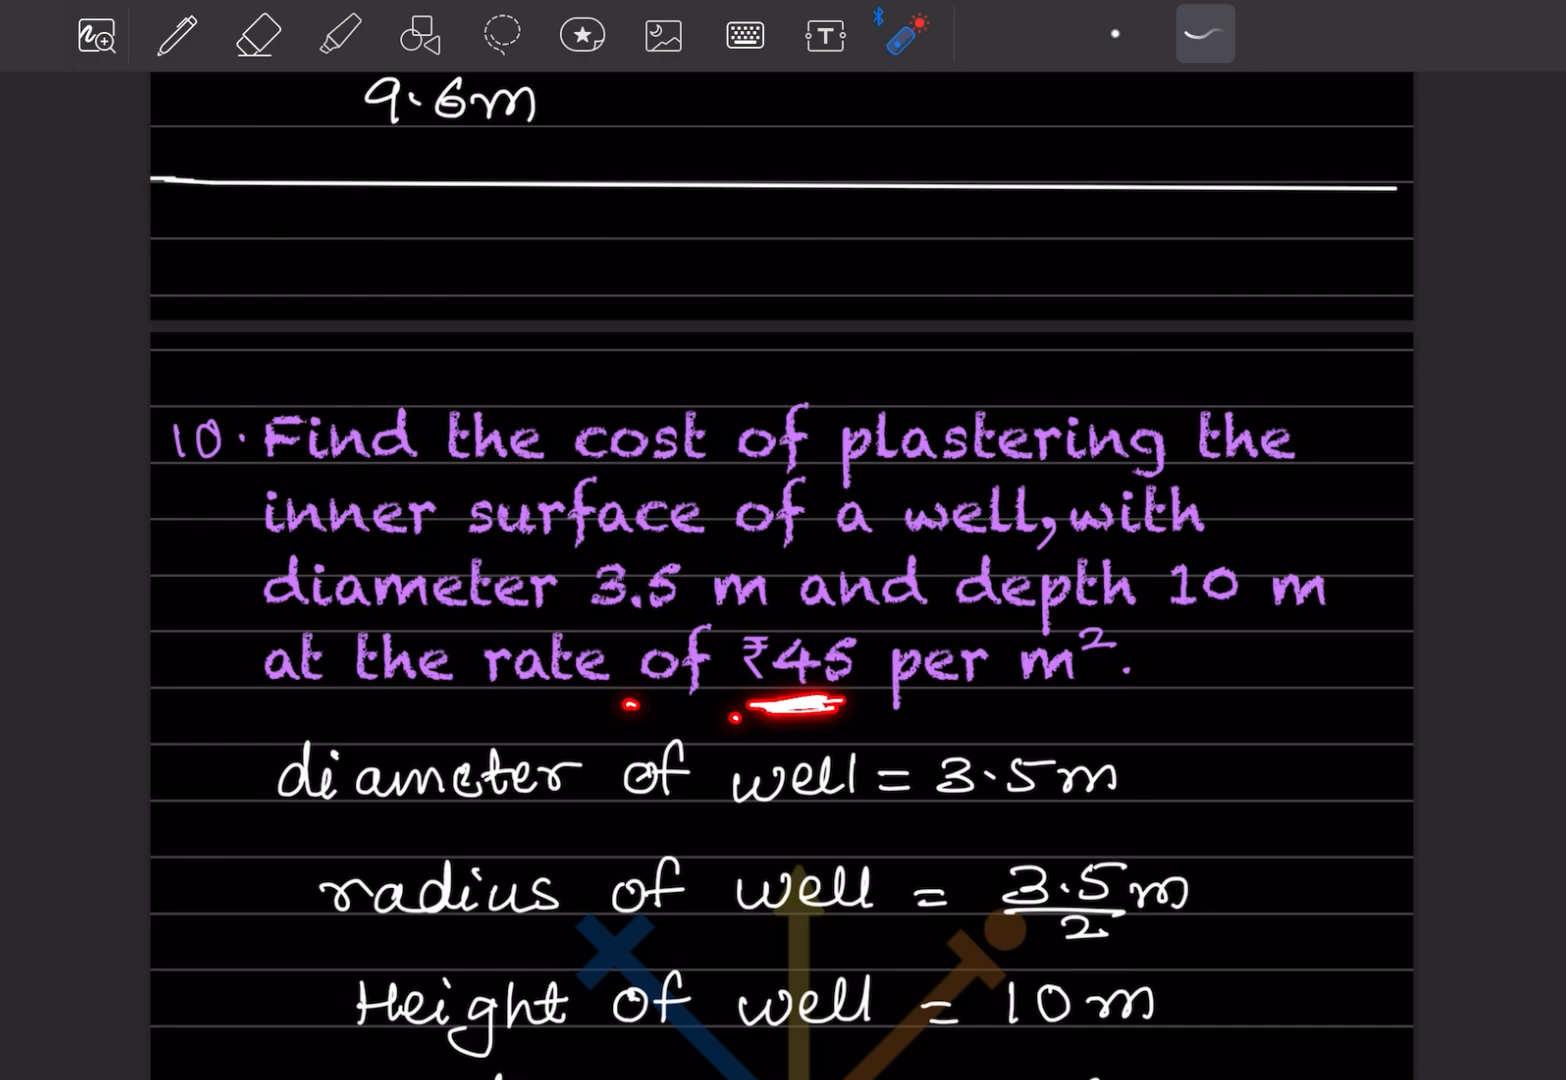 9.6m
10. Find the cost of plastering the
inner surface of a well, with
diameter 3.5 m and depth 10 m
at the rate of ₹45 per m².
diameter of well = 3.5m
radius of well = 3.5/2 m
Height of well = 10m